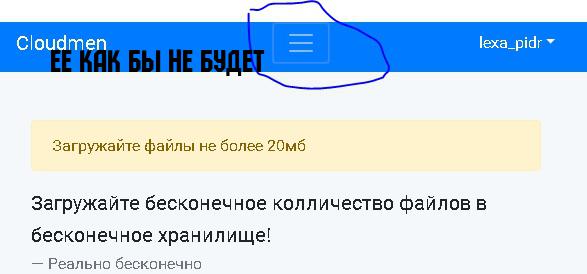 Cloudmen
lexa_pidr
ЕЕ КАК БЫ НЕ БУДЕТ
Загружайте файлы не более 20мб
Загружайте бесконечное колличество файлов в
бесконечное хранилище!
— Реально бесконечно